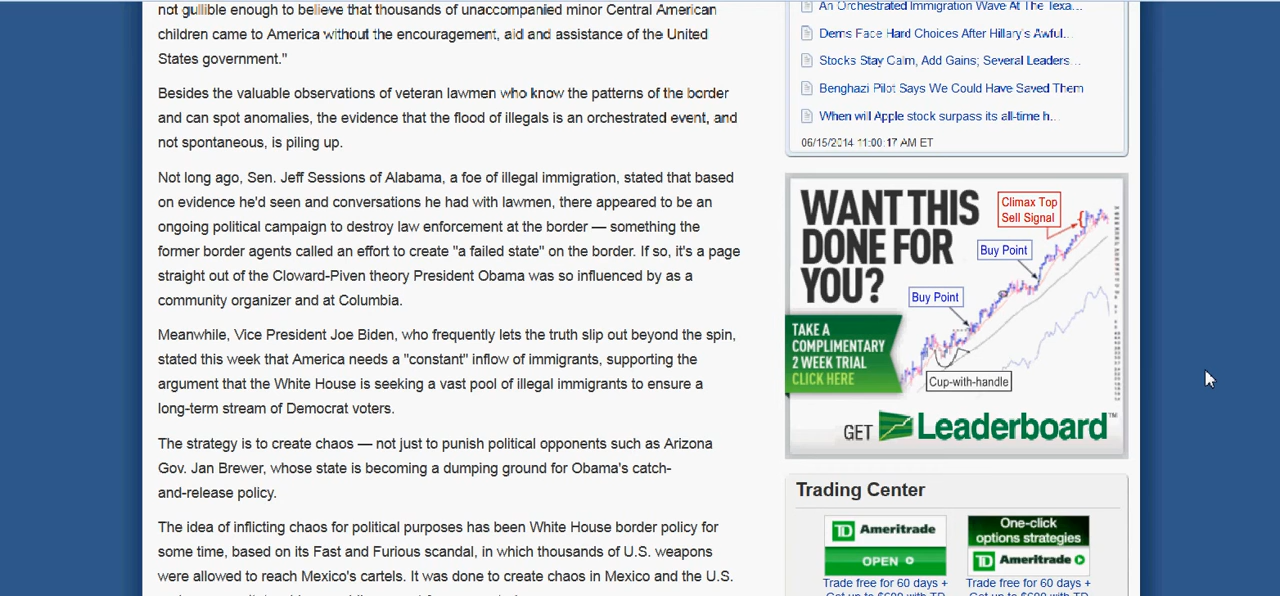 not gullible enough to believe that thousands of unaccompanied minor Central American
children came to America without the encouragement, aid and assistance of the United
States government."
Besides the valuable observations of veteran lawmen who know the patterns of the border
and can spot anomalies, the evidence that the flood of illegals is an orchestrated event, and
not spontaneous, is piling up.
Not long ago, Sen. Jeff Sessions of Alabama, a foe of illegal immigration, stated that based
on evidence he'd seen and conversations he had with lawmen, there appeared to be an
ongoing political campaign to destroy law enforcement at the border — something the
former border agents called an effort to create "a failed state" on the border. If so, it's a page
straight out of the Cloward-Piven theory President Obama was so influenced by as a
community organizer and at Columbia.
Meanwhile, Vice President Joe Biden, who frequently lets the truth slip out beyond the spin,
stated this week that America needs a "constant" inflow of immigrants, supporting the
argument that the White House is seeking a vast pool of illegal immigrants to ensure a
long-term stream of Democrat voters.
The strategy is to create chaos — not just to punish political opponents such as Arizona
Gov. Jan Brewer, whose state is becoming a dumping ground for Obama's catch-
and-release policy.
The idea of inflicting chaos for political purposes has been White House border policy for
some time, based on its Fast and Furious scandal, in which thousands of U.S. weapons
were allowed to reach Mexico's cartels. It was done to create chaos in Mexico and the U.S.
An Orchestrated Immigration Wave At The Texa...
Dems Face Hard Choices After Hillary's Awful...
Stocks Stay Calm, Add Gains; Several Leaders...
Benghazi Pilot Says We Could Have Saved Them
When will Apple stock surpass its all-time h...
06/15/2014 11:00:17 AM ET
WANT THIS
DONE FOR
YOU?
Climax Top
Sell Signal
Buy Point
Buy Point
TAKE A
COMPLIMENTARY
2 WEEK TRIAL
CLICK HERE
Cup-with-handle
GET Leaderboard™
Trading Center
TD Ameritrade
OPEN
Trade free for 60 days +
One-click
options strategies
TD Ameritrade
Trade free for 60 days +